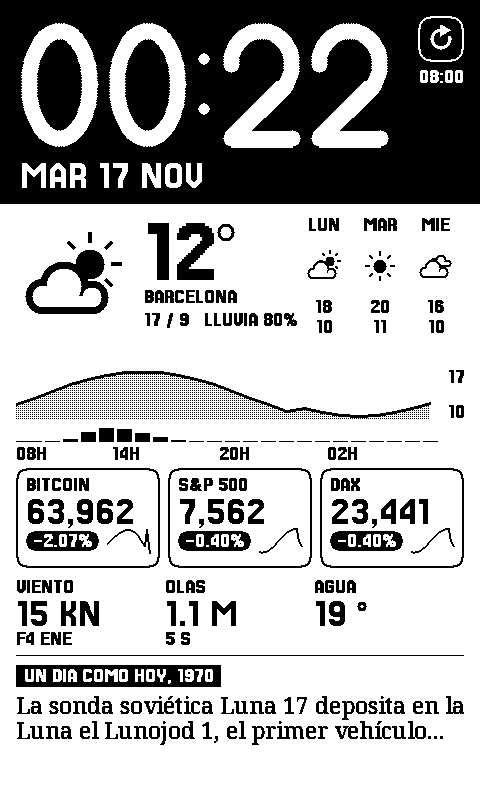 00:22
08:00
MAR 17 NOV
12°
BARCELONA
17 / 9 LLUVIA 80%
LUN MAR MIE
18 20 16
10 11 10
17
10
08H 14H 20H 02H
BITCOIN
63,962
-2.07%
S&P 500
7,562
-0.40%
DAX
23,441
-0.40%
VIENTO
15 KN
F4 ENE
OLAS
1.1 M
5 S
AGUA
19 °
UN DIA COMO HOY, 1970
La sonda soviética Luna 17 deposita en la
Luna el Lunojod 1, el primer vehículo...